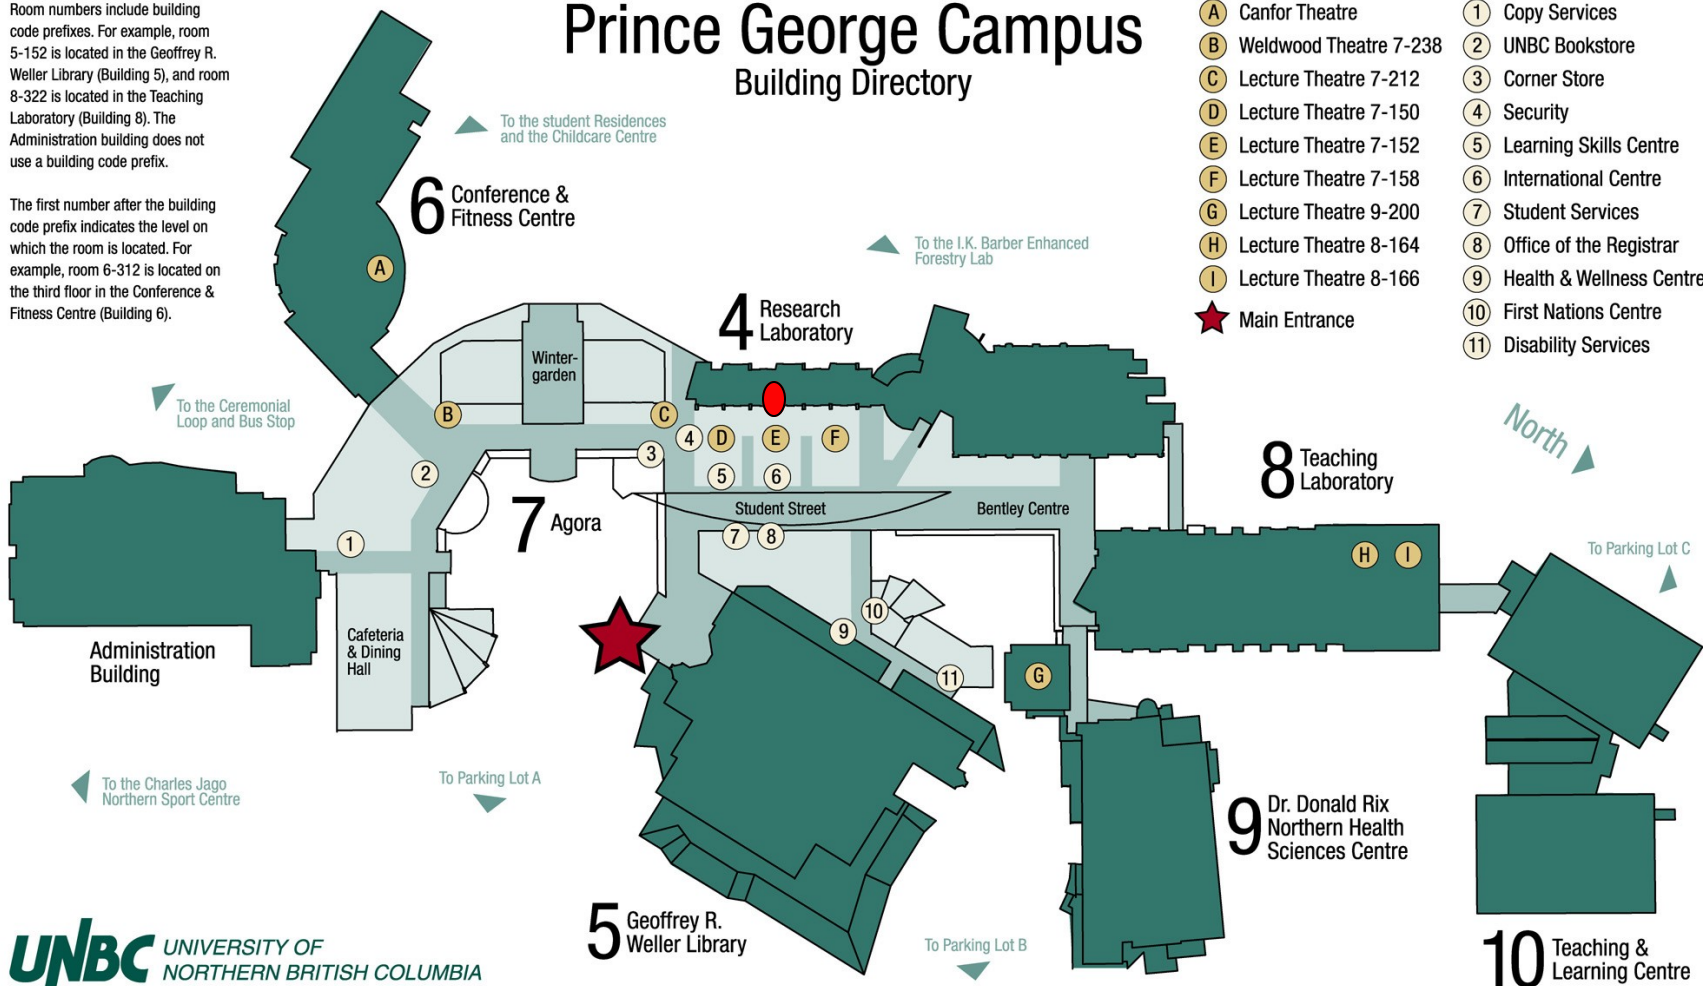 Room numbers include building
code prefixes. For example, room
5-152 is located in the Geoffrey R.
Weller Library (Building 5), and room
8-322 is located in the Teaching
Laboratory (Building 8). The
Administration building does not
use a building code prefix.
The first number after the building
code prefix indicates the level on
which the room is located. For
example, room 6-312 is located on
the third floor in the Conference &
Fitness Centre (Building 6).
Prince George Campus
Building Directory
A Canfor Theatre
B Weldwood Theatre 7-238
C Lecture Theatre 7-212
D Lecture Theatre 7-150
E Lecture Theatre 7-152
F Lecture Theatre 7-158
G Lecture Theatre 9-200
H Lecture Theatre 8-164
I Lecture Theatre 8-166
Main Entrance
1 Copy Services
2 UNBC Bookstore
3 Corner Store
4 Security
5 Learning Skills Centre
6 International Centre
7 Student Services
8 Office of the Registrar
9 Health & Wellness Centre
10 First Nations Centre
11 Disability Services
To the student Residences
and the Childcare Centre
6 Conference &
Fitness Centre
A
To the I.K. Barber Enhanced
Forestry Lab
4 Research
Laboratory
Winter-
garden
To the Ceremonial
Loop and Bus Stop
B
C
4
D
E
F
North
3
2
5
6
8 Teaching
Laboratory
7 Agora
Student Street
Bentley Centre
1
7
8
H
I
To Parking Lot C
10
9
Cafeteria
& Dining
Hall
Administration
Building
11
G
To the Charles Jago
Northern Sport Centre
To Parking Lot A
9 Dr. Donald Rix
Northern Health
Sciences Centre
5 Geoffrey R.
Weller Library
To Parking Lot B
10 Teaching &
Learning Centre
UNBC UNIVERSITY OF
NORTHERN BRITISH COLUMBIA